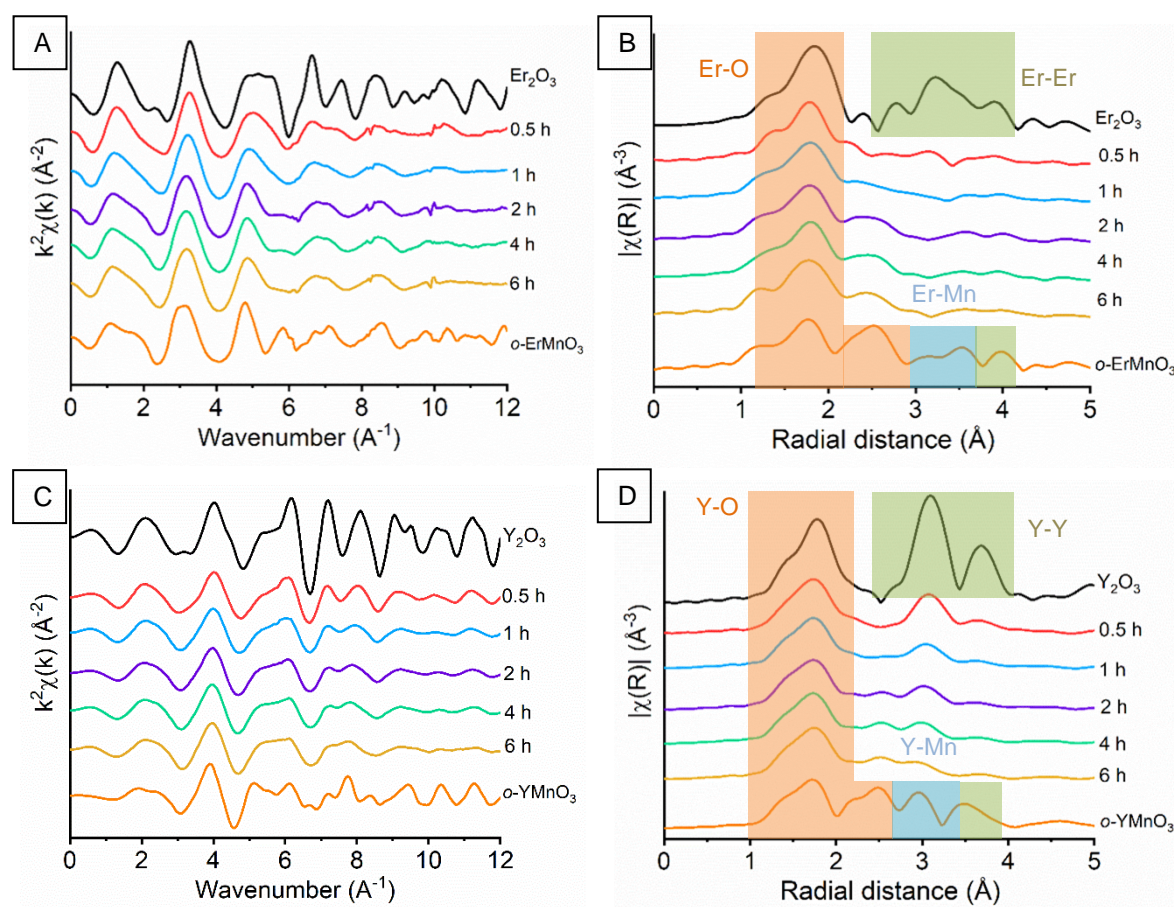 A
k²χ(k) (Å⁻²)
Er₂O₃
0.5 h
1 h
2 h
4 h
6 h
o-ErMnO₃
0 2 4 6 8 10 12
Wavenumber (A⁻¹)
B
|χ(R)| (Å⁻³)
Er-O
Er-Er
Er₂O₃
0.5 h
1 h
2 h
4 h
6 h
Er-Mn
o-ErMnO₃
0 1 2 3 4 5
Radial distance (Å)
C
k²χ(k) (Å⁻²)
Y₂O₃
0.5 h
1 h
2 h
4 h
6 h
o-YMnO₃
0 2 4 6 8 10 12
Wavenumber (A⁻¹)
D
|χ(R)| (Å⁻³)
Y-O
Y-Y
Y₂O₃
0.5 h
1 h
2 h
4 h
Y-Mn
6 h
o-YMnO₃
0 1 2 3 4 5
Radial distance (Å)